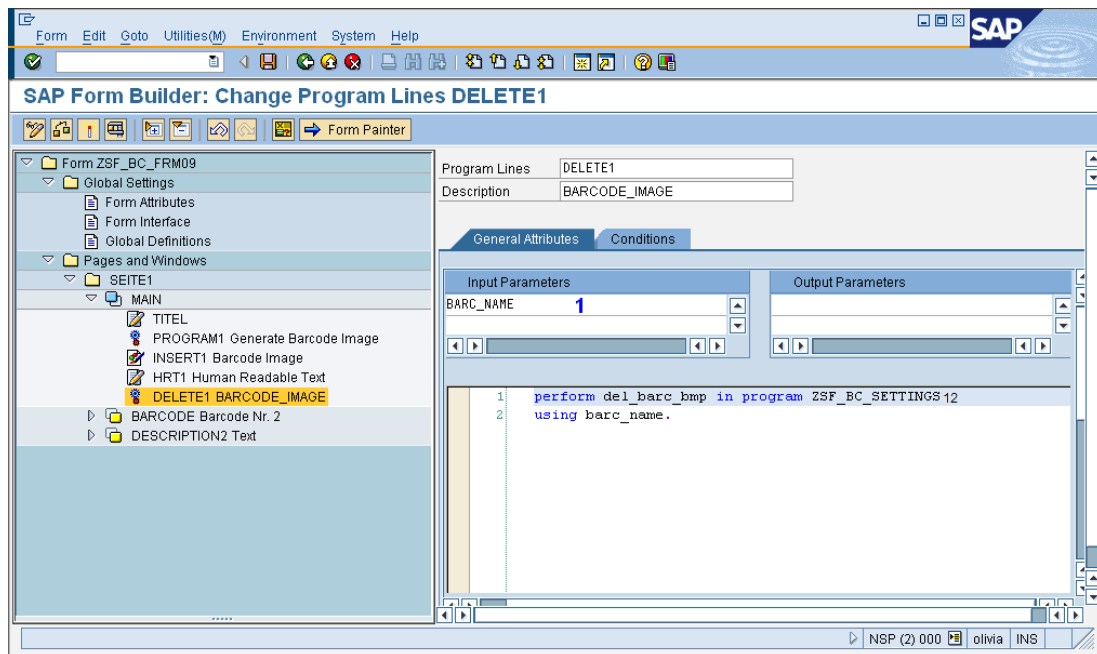 Form Edit Goto Utilities(M) Environment System Help
SAP
SAP Form Builder: Change Program Lines DELETE1
Form Painter
Form ZSF_BC_FRM09
Global Settings
Form Attributes
Form Interface
Global Definitions
Pages and Windows
SEITE1
MAIN
TITEL
PROGRAM1 Generate Barcode Image
INSERT1 Barcode Image
HRT1 Human Readable Text
DELETE1 BARCODE_IMAGE
BARCODE Barcode Nr. 2
DESCRIPTION2 Text
Program Lines DELETE1
Description BARCODE_IMAGE
General Attributes Conditions
Input Parameters Output Parameters
BARC_NAME 1
1 perform del_barc_bmp in program ZSF_BC_SETTINGS 12
2 using barc_name.
NSP (2) 000 olivia INS